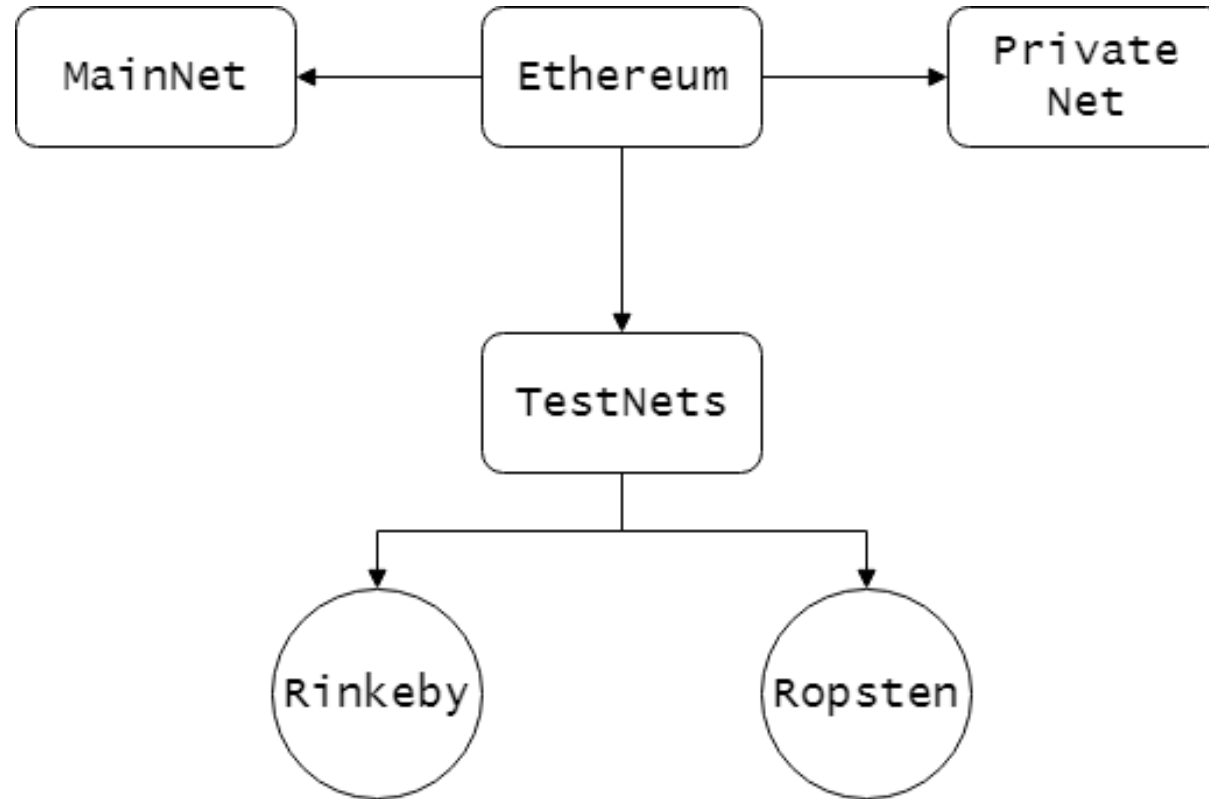 MainNet
Ethereum
Private
Net
TestNets
Rinkeby
Ropsten